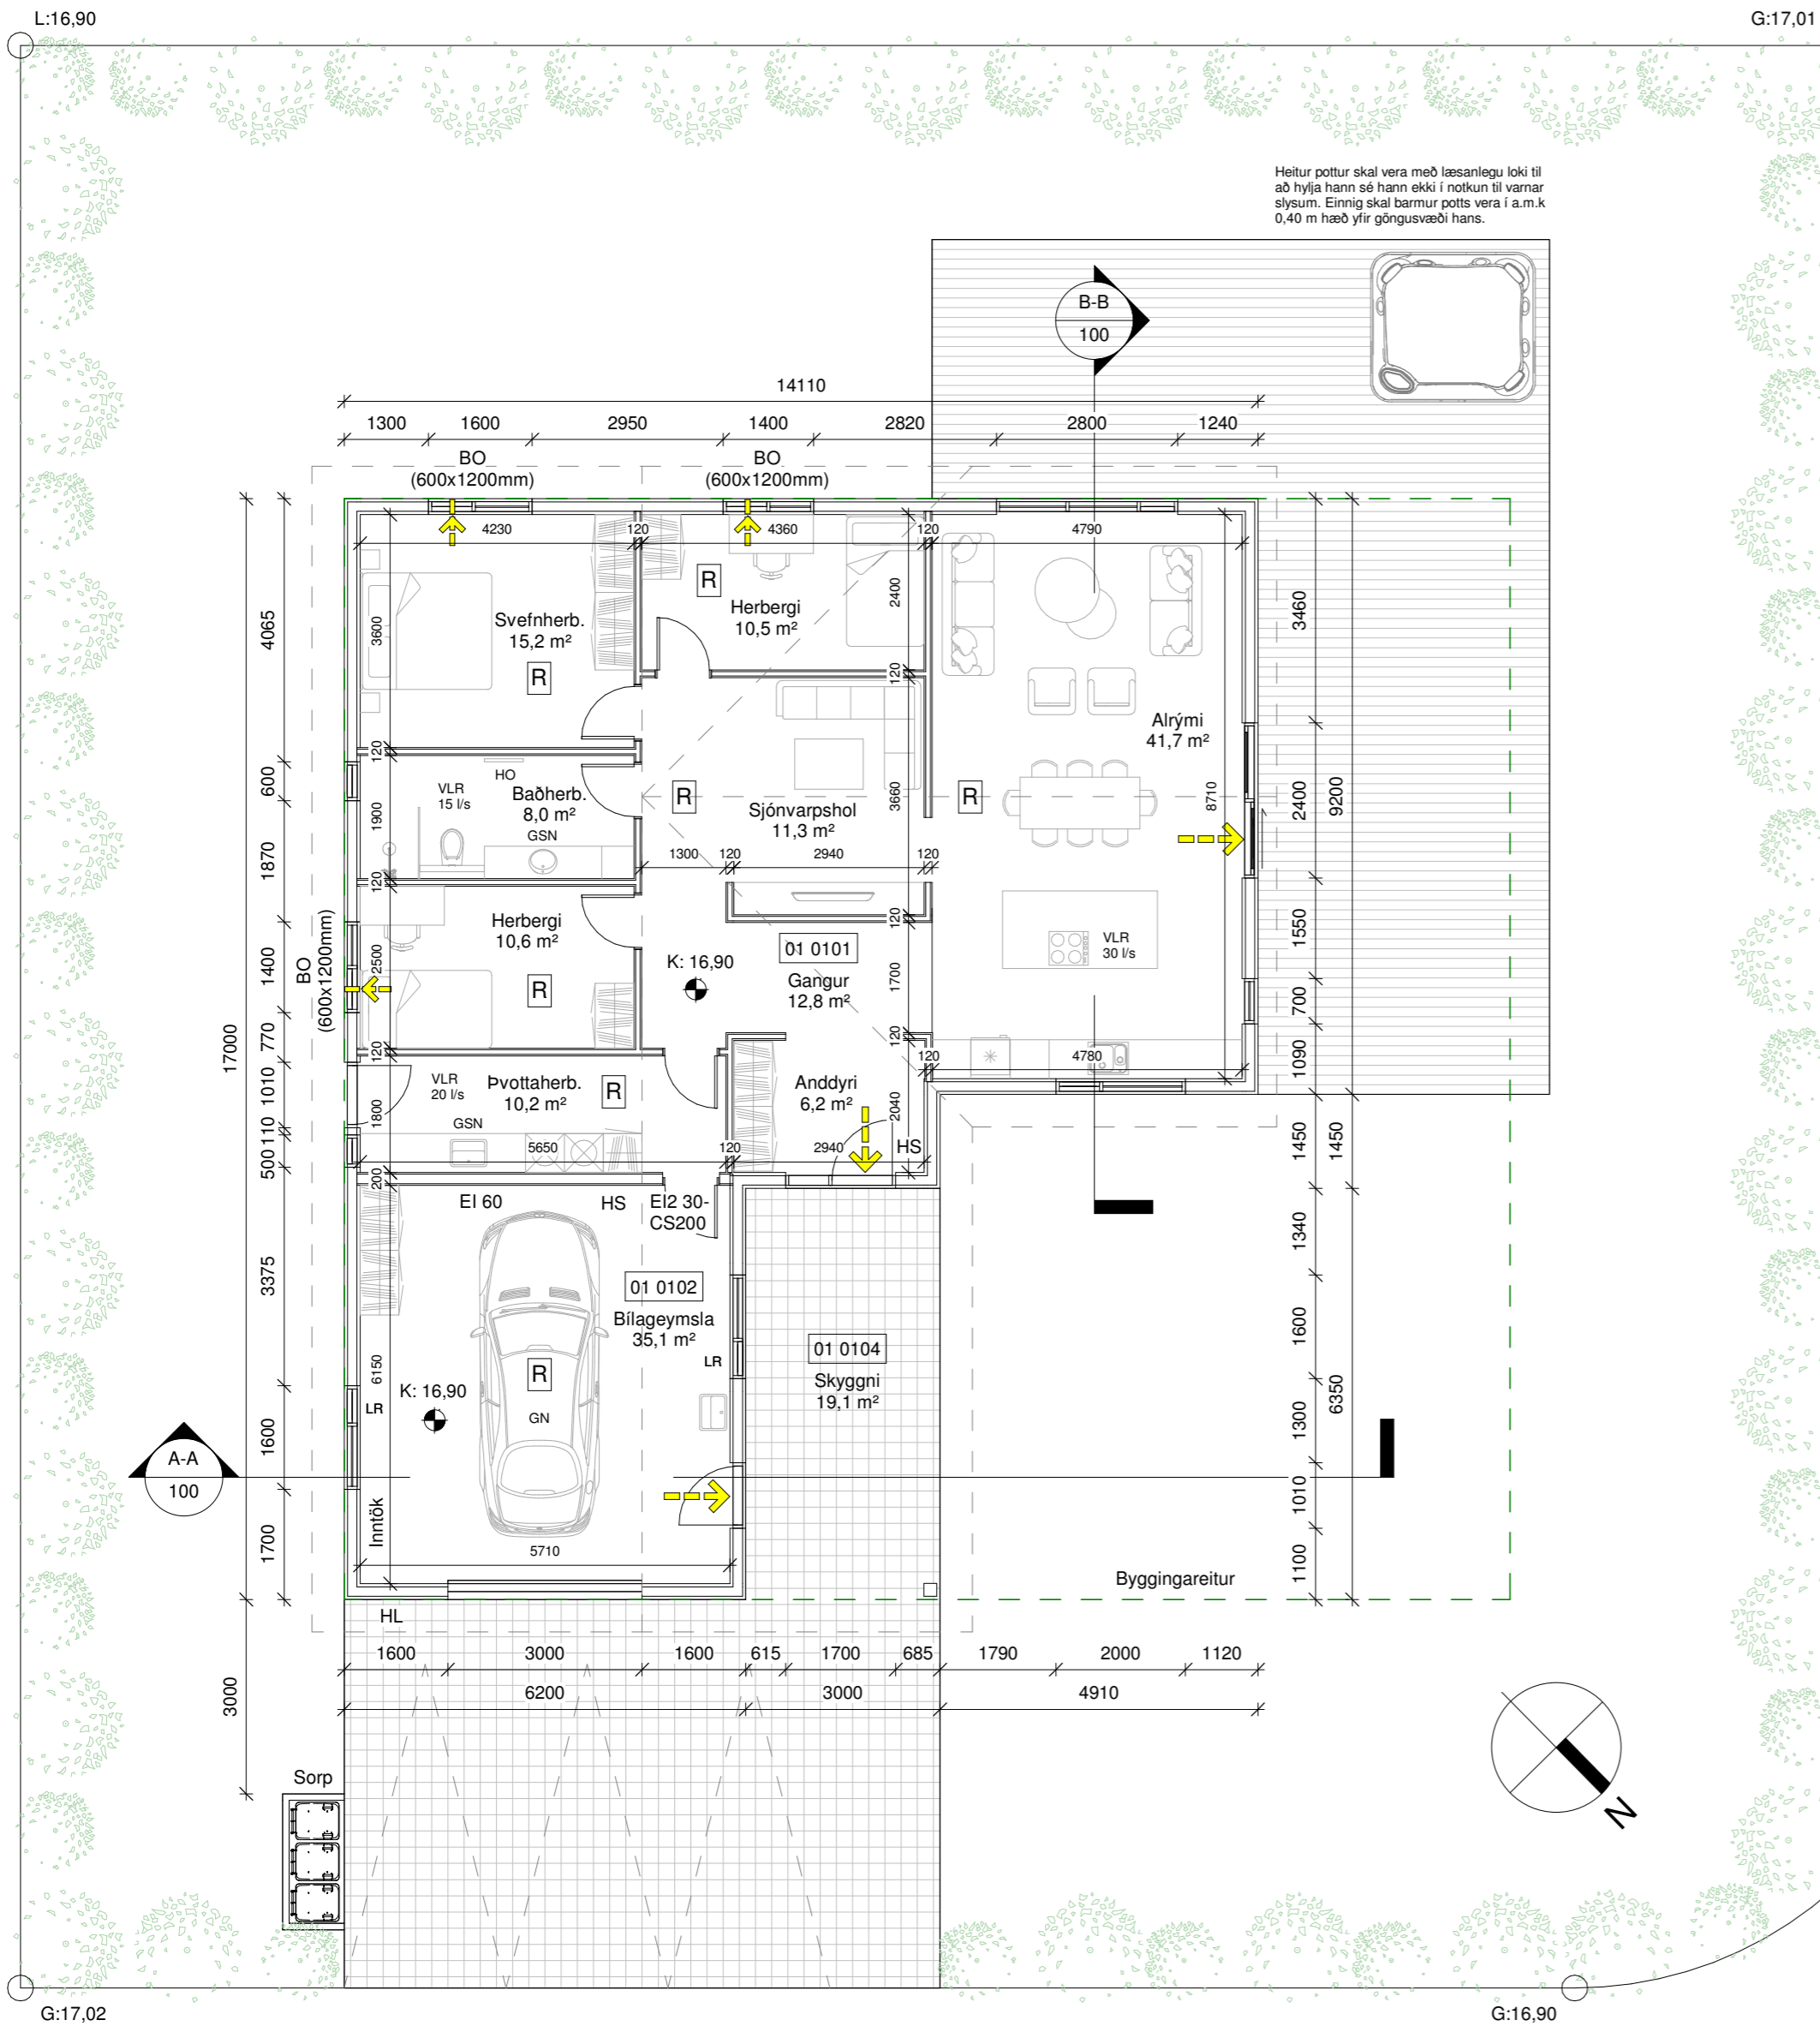 L:16,90
G:17,01
Heitur pottur skal vera með læsanlegu loki til
að hylja hann sé hann ekki í notkun til varnar
slysum. Einnig skal barmur potts vera í a.m.k
0,40 m hæð yfir göngusvæði hans.
B-B
100
14110
1300
1600
2950
1400
2820
2800
1240
BO
(600x1200mm)
BO
(600x1200mm)
4230
120
4360
120
4790
Svefnherb.
15,2 m²
R
3600
120
R
Herbergi
10,5 m²
2400
120
Alrými
41,7 m²
R
8710
HO
VLR
15 l/s
Baðherb.
8,0 m²
GSN
1900
120
R
Sjónvarpshol
11,3 m²
3660
1300
120
2940
120
120
Herbergi
10,6 m²
R
2500
120
BO
(600x1200mm)
K: 16,90
01 0101
Gangur
12,8 m²
1700
120
VLR
30 l/s
120
4780
VLR
20 l/s
Þvottaherb.
10,2 m²
R
GSN
1800
5650
120
200
Anddyri
6,2 m²
2040
2940
HS
EI 60
HS
EI2 30-
CS200
01 0102
Bílageymsla
35,1 m²
LR
R
GN
K: 16,90
LR
6150
Inntök
5710
01 0104
Skyggni
19,1 m²
A-A
100
17000
3000
4065
600
1870
1400
770
1010
110
500
3375
1600
1700
3460
2400
1550
700
1090
1450
1340
1600
1300
1010
1100
9200
1450
6350
Byggingareitur
HL
1600
3000
1600
615
1700
685
1790
2000
1120
6200
3000
4910
Sorp
N
G:17,02
G:16,90